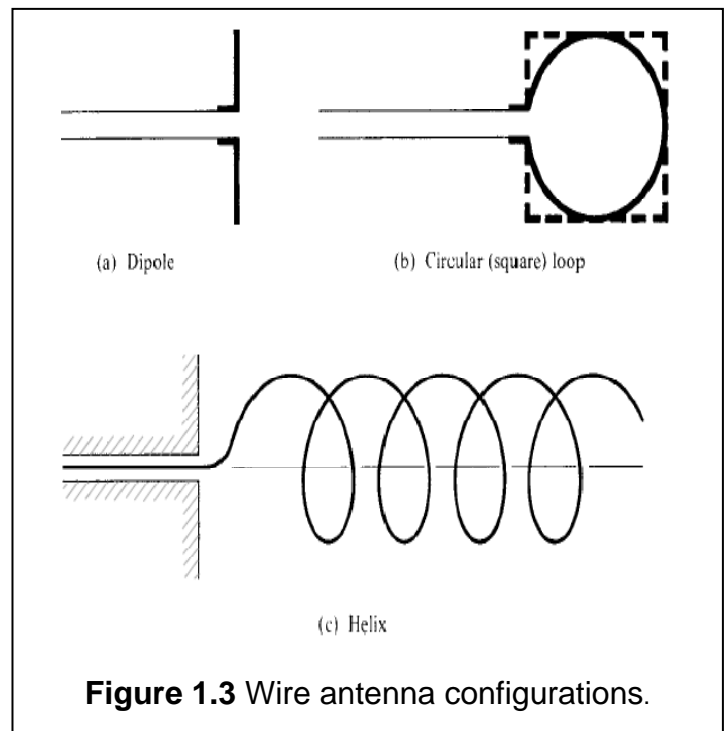 (a) Dipole
(b) Circular (square) loop
(c) Helix
Figure 1.3 Wire antenna configurations.